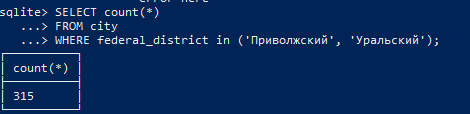 sqlite> SELECT count(*)
...> FROM city
...> WHERE federal_district in ('Приволжский', 'Уральский');
count(*)
315